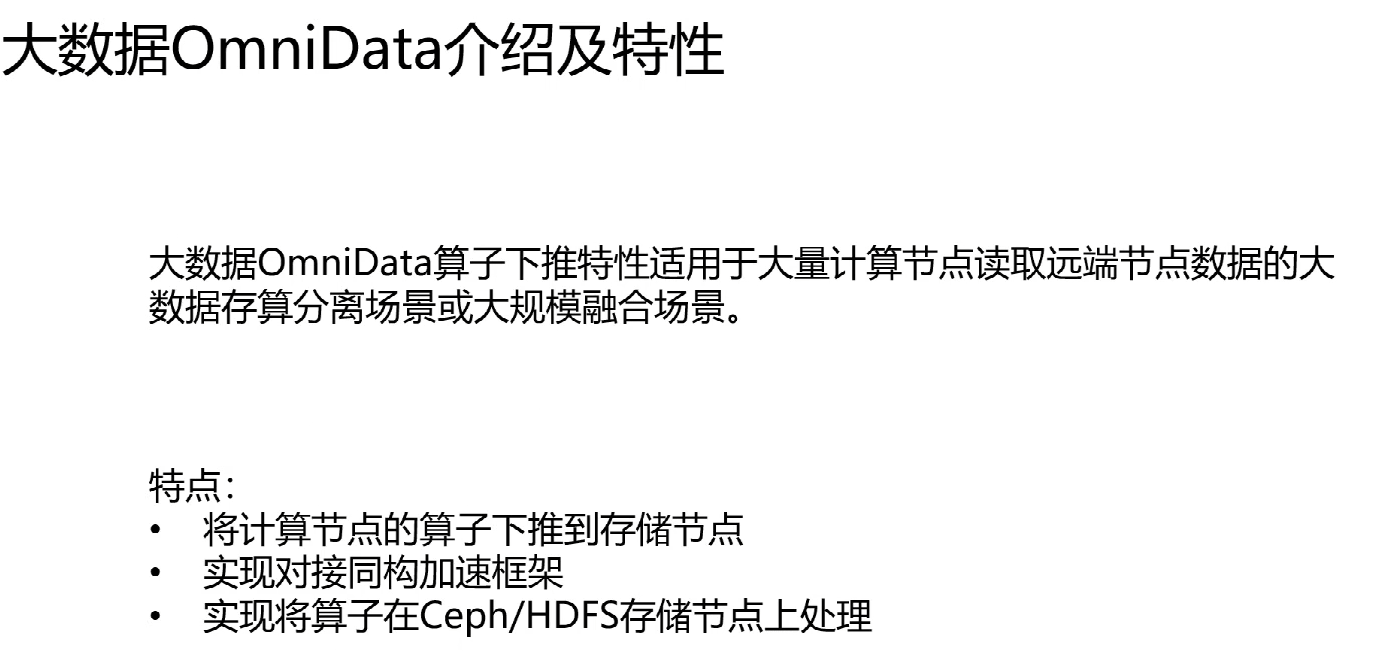 大数据OmniData介绍及特性
大数据OmniData算子下推特性适用于大量计算节点读取远端节点数据的大
数据存算分离场景或大规模融合场景。
特点：
• 将计算节点的算子下推到存储节点
• 实现对接同构加速框架
• 实现将算子在Ceph/HDFS存储节点上处理